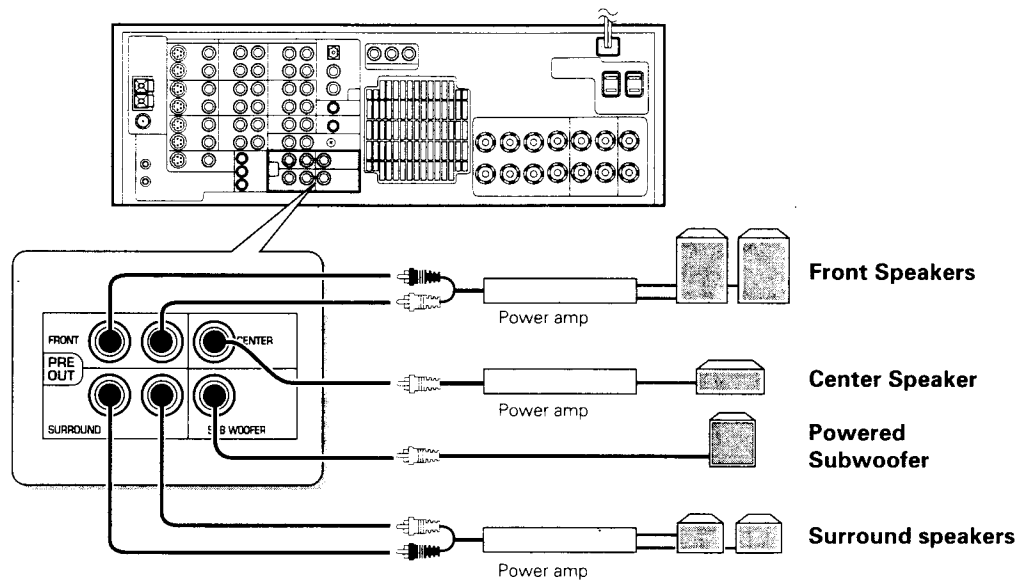 Front Speakers
Power amp
FRONT
CENTER
PRE
OUT
Center Speaker
Power amp
SURROUND
SUB WOOFER
Powered
Subwoofer
Surround speakers
Power amp